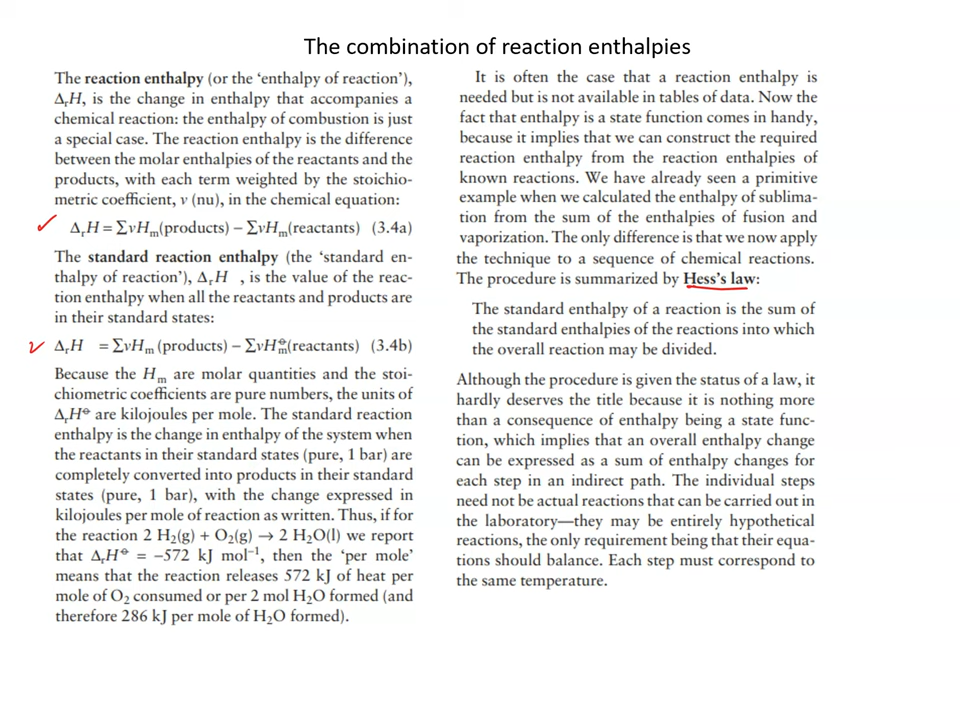 The combination of reaction enthalpies
The reaction enthalpy (or the ‘enthalpy of reaction’),
ΔᵣH, is the change in enthalpy that accompanies a
chemical reaction: the enthalpy of combustion is just
a special case. The reaction enthalpy is the difference
between the molar enthalpies of the reactants and the
products, with each term weighted by the stoichio-
metric coefficient, ν (nu), in the chemical equation:
ΔᵣH = ΣνHₘ(products) − ΣνHₘ(reactants) (3.4a)
The standard reaction enthalpy (the ‘standard en-
thalpy of reaction’), ΔᵣH , is the value of the reac-
tion enthalpy when all the reactants and products are
in their standard states:
ΔᵣH = ΣνHₘ (products) − ΣνHₘ⦵(reactants) (3.4b)
Because the Hₘ are molar quantities and the stoi-
chiometric coefficients are pure numbers, the units of
ΔᵣH⦵ are kilojoules per mole. The standard reaction
enthalpy is the change in enthalpy of the system when
the reactants in their standard states (pure, 1 bar) are
completely converted into products in their standard
states (pure, 1 bar), with the change expressed in
kilojoules per mole of reaction as written. Thus, if for
the reaction 2 H₂(g) + O₂(g) → 2 H₂O(l) we report
that ΔᵣH⦵ = −572 kJ mol⁻¹, then the ‘per mole’
means that the reaction releases 572 kJ of heat per
mole of O₂ consumed or per 2 mol H₂O formed (and
therefore 286 kJ per mole of H₂O formed).
It is often the case that a reaction enthalpy is
needed but is not available in tables of data. Now the
fact that enthalpy is a state function comes in handy,
because it implies that we can construct the required
reaction enthalpy from the reaction enthalpies of
known reactions. We have already seen a primitive
example when we calculated the enthalpy of sublima-
tion from the sum of the enthalpies of fusion and
vaporization. The only difference is that we now apply
the technique to a sequence of chemical reactions.
The procedure is summarized by Hess’s law:
The standard enthalpy of a reaction is the sum of
the standard enthalpies of the reactions into which
the overall reaction may be divided.
Although the procedure is given the status of a law, it
hardly deserves the title because it is nothing more
than a consequence of enthalpy being a state func-
tion, which implies that an overall enthalpy change
can be expressed as a sum of enthalpy changes for
each step in an indirect path. The individual steps
need not be actual reactions that can be carried out in
the laboratory—they may be entirely hypothetical
reactions, the only requirement being that their equa-
tions should balance. Each step must correspond to
the same temperature.